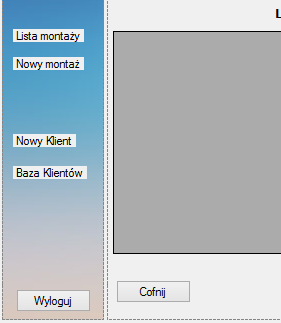 L
Lista montaży
Nowy montaż
Nowy Klient
Baza Klientów
Wyloguj
Cofnij